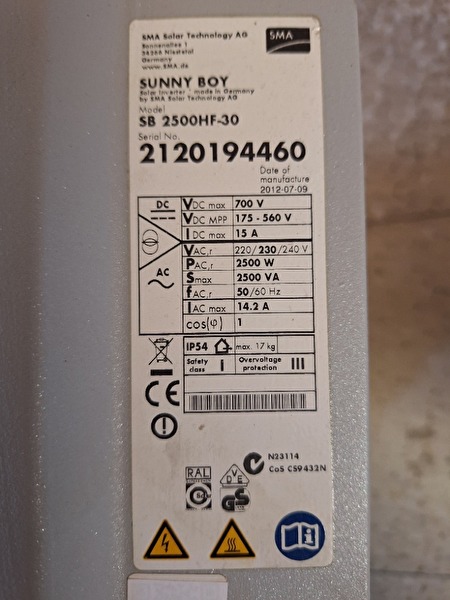 SMA Solar Technology AG
Sonnenallee 1
34266 Niestetal
Germany
www.SMA.de
SMA
SUNNY BOY
Solar Inverter made in Germany
by SMA Solar Technology AG
Model
SB 2500HF-30
Serial No.
2120194460
Date of
manufacture
2012-07-09
DC
VDC max 700 V
VDC MPP 175 - 560 V
IDC max 15 A
AC
VAC,r 220/230/240 V
PAC,r 2500 W
Smax 2500 VA
fAC,r 50/60 Hz
IAC max 14.2 A
cos(φ) 1
IP54 max. 17 kg
Safety class I Overvoltage protection III
CE
N23114
CoS CS9432N
RAL
VDE
GS